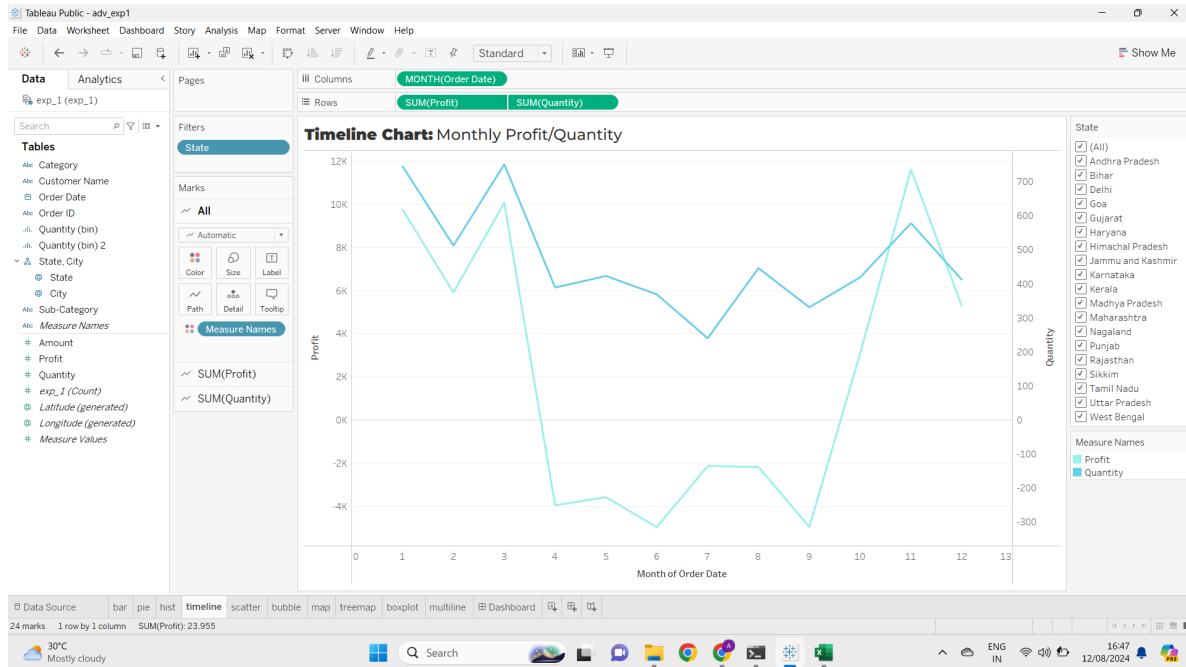 Tableau Public - adv_exp1
File Data Worksheet Dashboard Story Analysis Map Format Server Window Help
Standard
Show Me
Data Analytics
exp_1 (exp_1)
Search
Tables
Abc Category
Abc Customer Name
Order Date
Abc Order ID
Quantity (bin)
Quantity (bin) 2
State, City
State
City
Abc Sub-Category
Abc Measure Names
# Amount
# Profit
# Quantity
# exp_1 (Count)
Latitude (generated)
Longitude (generated)
# Measure Values
Pages
Filters
State
Marks
All
Automatic
Color Size Label
Path Detail Tooltip
Measure Names
SUM(Profit)
SUM(Quantity)
Columns MONTH(Order Date)
Rows SUM(Profit) SUM(Quantity)
Timeline Chart: Monthly Profit/Quantity
12K
10K
8K
6K
4K
2K
0K
-2K
-4K
Profit
700
600
500
400
300
200
100
0
-100
-200
-300
Quantity
0 1 2 3 4 5 6 7 8 9 10 11 12 13
Month of Order Date
State
(All)
Andhra Pradesh
Bihar
Delhi
Goa
Gujarat
Haryana
Himachal Pradesh
Jammu and Kashmir
Karnataka
Kerala
Madhya Pradesh
Maharashtra
Nagaland
Punjab
Rajasthan
Sikkim
Tamil Nadu
Uttar Pradesh
West Bengal
Measure Names
Profit
Quantity
Data Source bar pie hist timeline scatter bubble map treemap boxplot multiline Dashboard
24 marks 1 row by 1 column SUM(Profit): 23,955
30°C
Mostly cloudy
Search
A
ENG
IN
16:47
12/08/2024
PRE